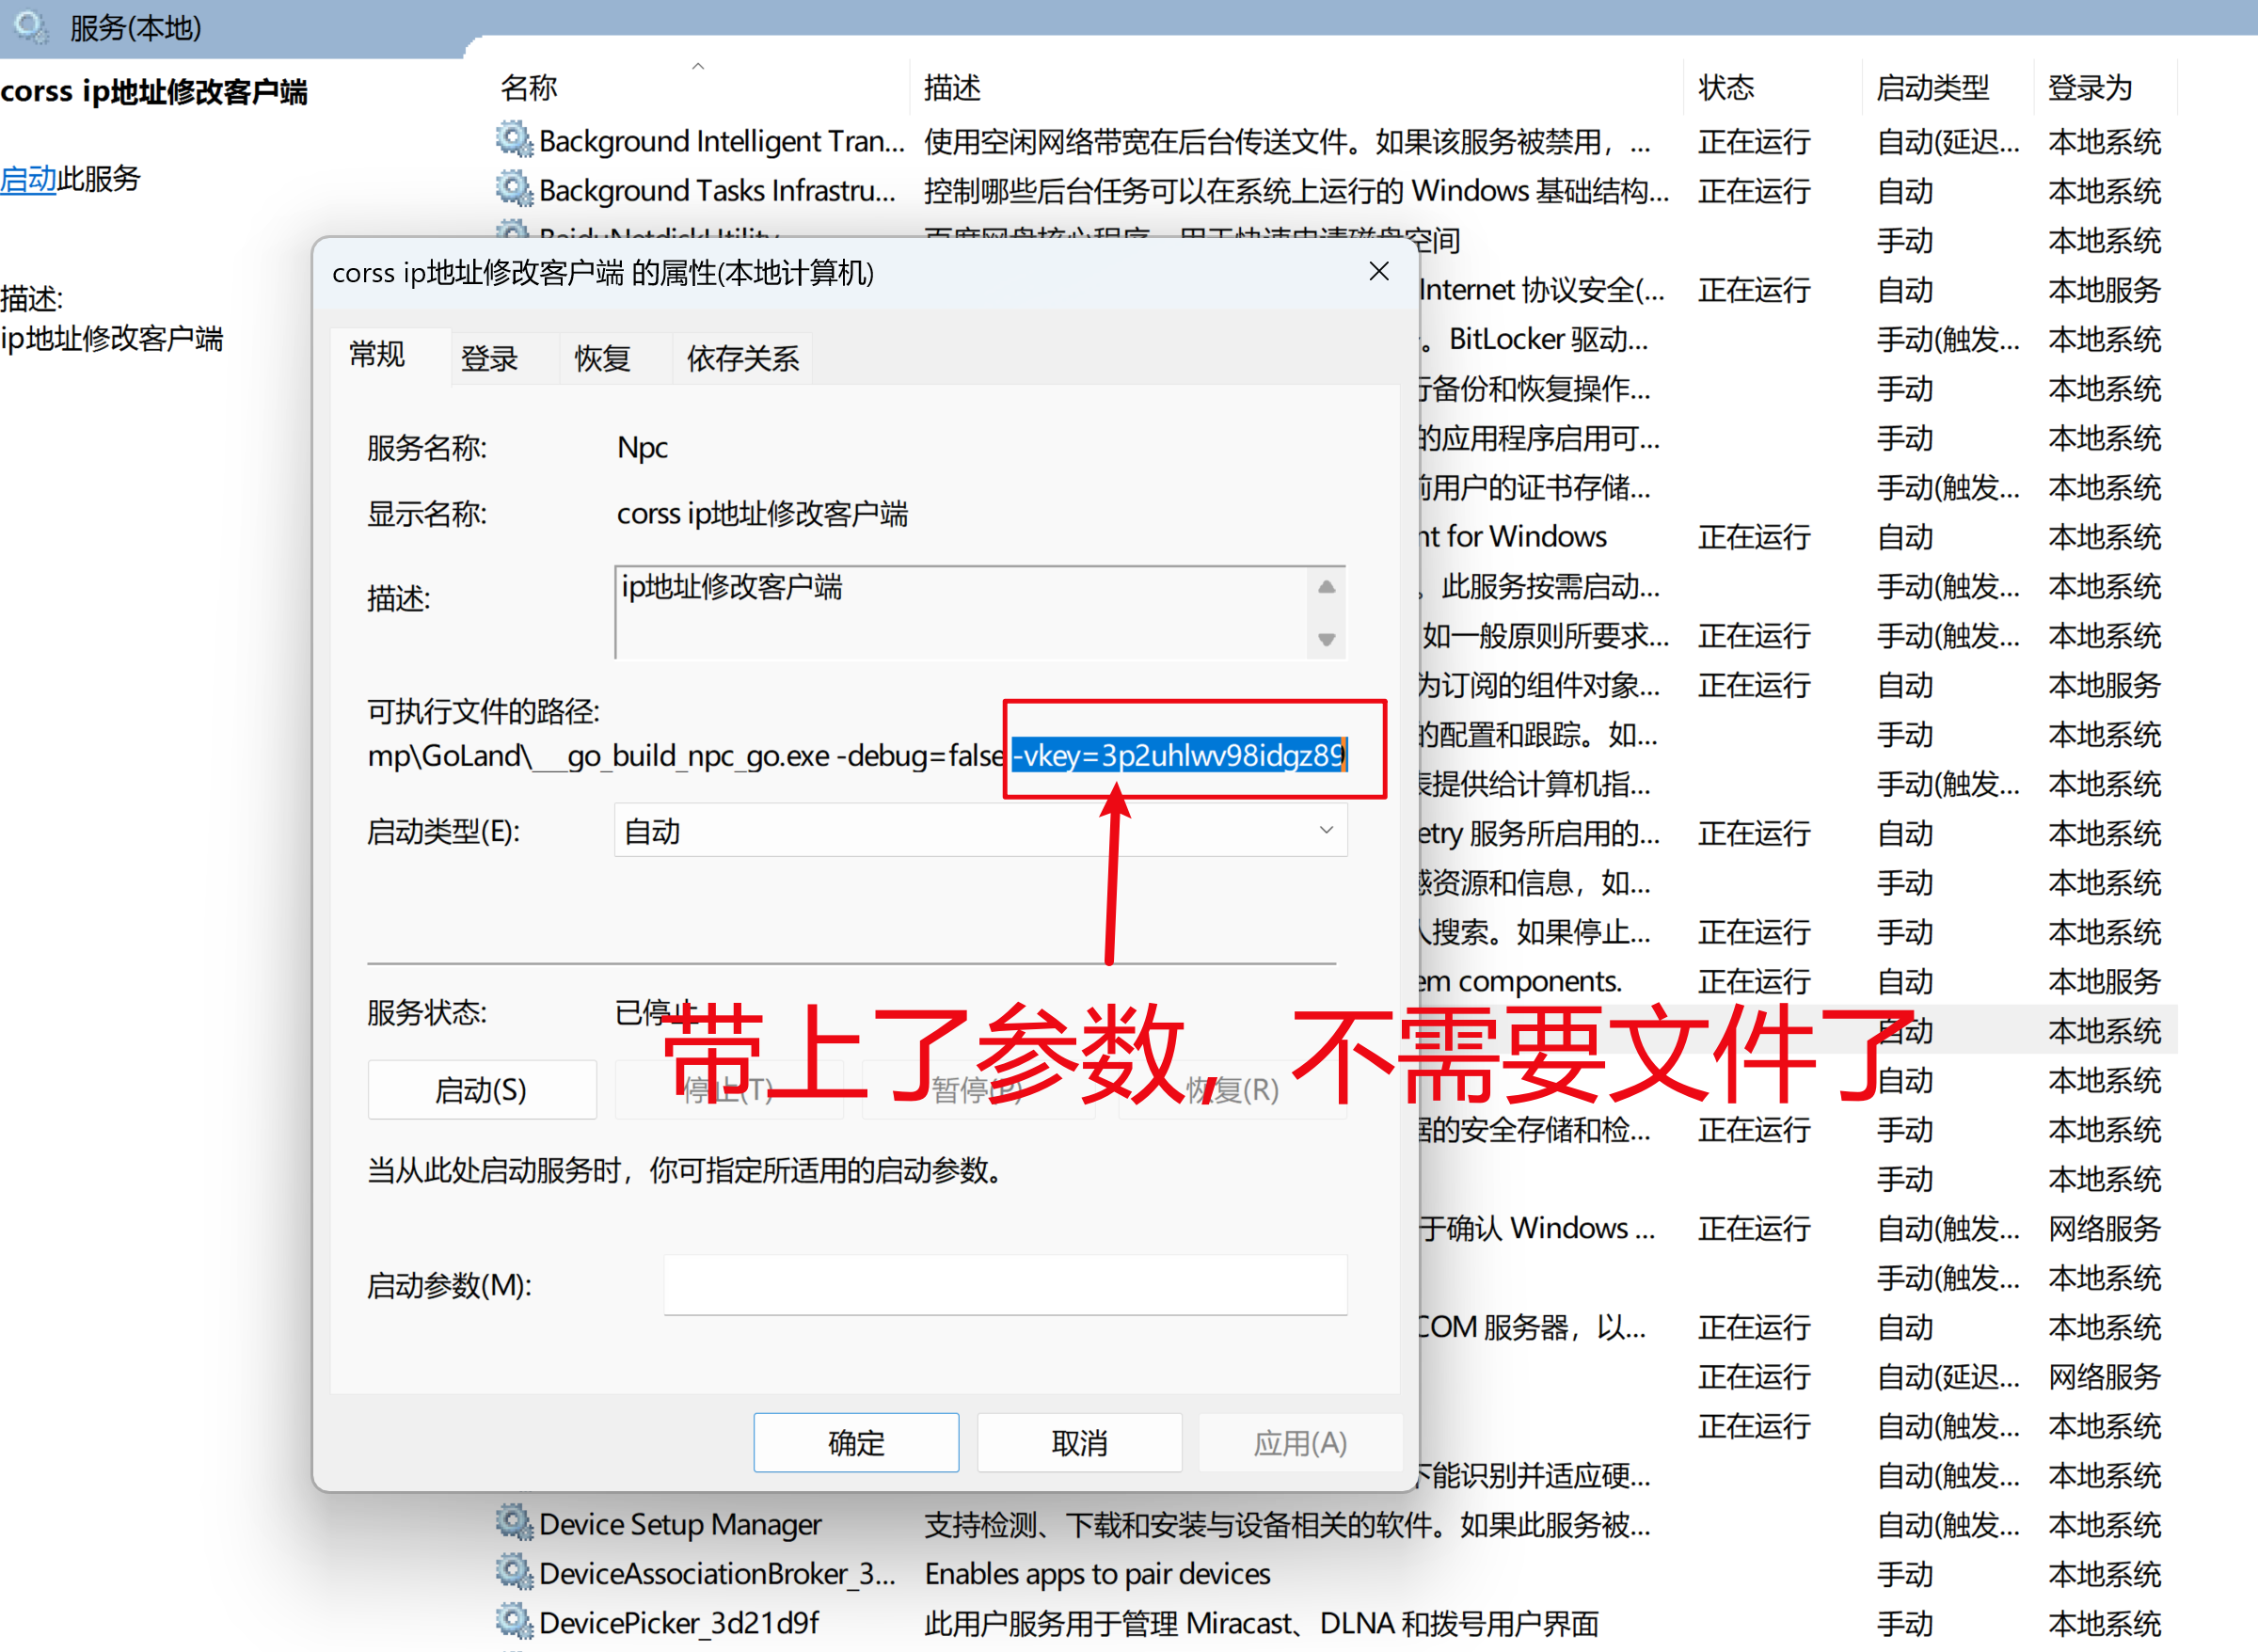 服务(本地)
corss ip地址修改客户端
启动此服务
描述:
ip地址修改客户端
名称 描述 状态 启动类型 登录为
Background Intelligent Tran... 使用空闲网络带宽在后台传送文件。如果该服务被禁用，... 正在运行 自动(延迟... 本地系统
Background Tasks Infrastru... 控制哪些后台任务可以在系统上运行的 Windows 基础结构... 正在运行 自动 本地系统
BaiduNetdiskUtility 百度网盘核心程序，用于快速申请磁盘空间 手动 本地系统
Internet 协议安全(... 正在运行 自动 本地服务
。BitLocker 驱动... 手动(触发... 本地系统
行备份和恢复操作... 手动 本地系统
的应用程序启用可... 手动 本地系统
前用户的证书存储... 手动(触发... 本地系统
nt for Windows 正在运行 自动 本地系统
。此服务按需启动... 手动(触发... 本地系统
如一般原则所要求... 正在运行 手动(触发... 本地系统
为订阅的组件对象... 正在运行 自动 本地服务
的配置和跟踪。如... 手动 本地系统
表提供给计算机指... 手动(触发... 本地系统
etry 服务所启用的... 正在运行 自动 本地系统
感资源和信息，如... 手动 本地系统
人搜索。如果停止... 正在运行 手动 本地系统
em components. 正在运行 自动 本地服务
自动 本地系统
自动 本地系统
据的安全存储和检... 正在运行 手动 本地系统
手动 本地系统
于确认 Windows ... 正在运行 自动(触发... 网络服务
手动(触发... 本地系统
COM 服务器，以... 正在运行 自动 本地系统
正在运行 自动(延迟... 网络服务
正在运行 自动(触发... 本地系统
下能识别并适应硬... 自动(触发... 本地系统
Device Setup Manager 支持检测、下载和安装与设备相关的软件。如果此服务被... 自动(触发... 本地系统
DeviceAssociationBroker_3... Enables apps to pair devices 手动 本地系统
DevicePicker_3d21d9f 此用户服务用于管理 Miracast、DLNA 和拨号用户界面 手动 本地系统
corss ip地址修改客户端 的属性(本地计算机)
常规 登录 恢复 依存关系
服务名称: Npc
显示名称: corss ip地址修改客户端
描述: ip地址修改客户端
可执行文件的路径:
mp\GoLand\___go_build_npc_go.exe -debug=false -vkey=3p2uhlwv98idgz89
启动类型(E): 自动
服务状态: 已停止
带上了参数，不需要文件了
启动(S) 停止(T) 暂停(P) 恢复(R)
当从此处启动服务时，你可指定所适用的启动参数。
启动参数(M):
确定 取消 应用(A)